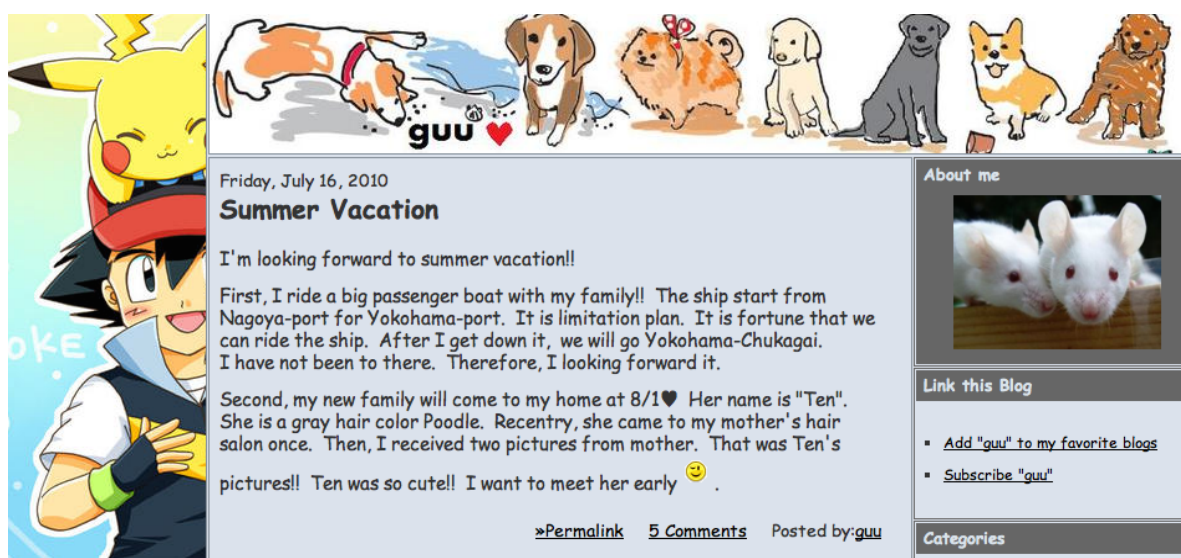 guu
Friday, July 16, 2010
Summer Vacation
I'm looking forward to summer vacation!!
First, I ride a big passenger boat with my family!! The ship start from
Nagoya-port for Yokohama-port. It is limitation plan. It is fortune that we
can ride the ship. After I get down it, we will go Yokohama-Chukagai.
I have not been to there. Therefore, I looking forward it.
Second, my new family will come to my home at 8/1♥ Her name is "Ten".
She is a gray hair color Poodle. Recentry, she came to my mother's hair
salon once. Then, I received two pictures from mother. That was Ten's
pictures!! Ten was so cute!! I want to meet her early .
»Permalink 5 Comments Posted by:guu
About me
Link this Blog
Add "guu" to my favorite blogs
Subscribe "guu"
Categories
OKE